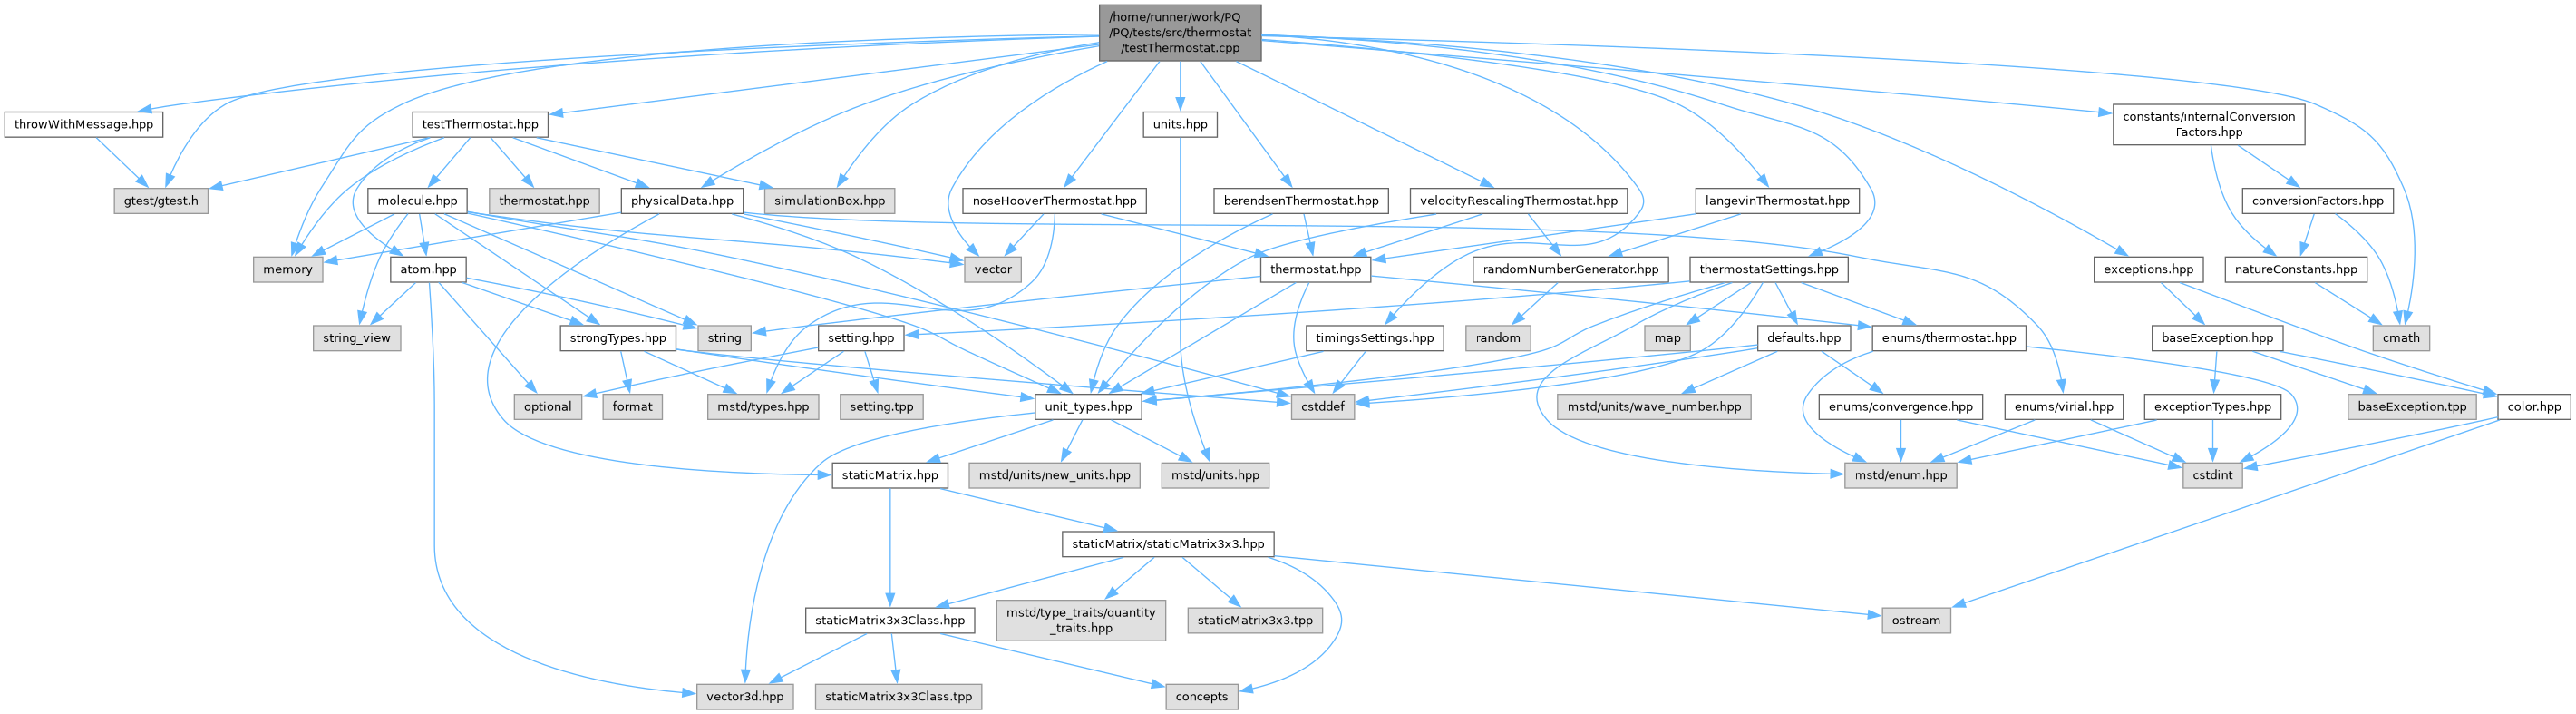 /home/runner/work/PQ
/PQ/tests/src/thermostat
/testThermostat.cpp
throwWithMessage.hpp
testThermostat.hpp
units.hpp
constants/internalConversion
Factors.hpp
gtest/gtest.h
molecule.hpp
thermostat.hpp
physicalData.hpp
simulationBox.hpp
noseHooverThermostat.hpp
berendsenThermostat.hpp
velocityRescalingThermostat.hpp
langevinThermostat.hpp
conversionFactors.hpp
memory
atom.hpp
vector
thermostat.hpp
randomNumberGenerator.hpp
thermostatSettings.hpp
exceptions.hpp
natureConstants.hpp
string_view
strongTypes.hpp
string
setting.hpp
timingsSettings.hpp
random
map
defaults.hpp
enums/thermostat.hpp
baseException.hpp
cmath
optional
format
mstd/types.hpp
setting.tpp
unit_types.hpp
cstddef
mstd/units/wave_number.hpp
enums/convergence.hpp
enums/virial.hpp
exceptionTypes.hpp
baseException.tpp
color.hpp
staticMatrix.hpp
mstd/units/new_units.hpp
mstd/units.hpp
mstd/enum.hpp
cstdint
staticMatrix/staticMatrix3x3.hpp
staticMatrix3x3Class.hpp
mstd/type_traits/quantity
_traits.hpp
staticMatrix3x3.tpp
ostream
vector3d.hpp
staticMatrix3x3Class.tpp
concepts